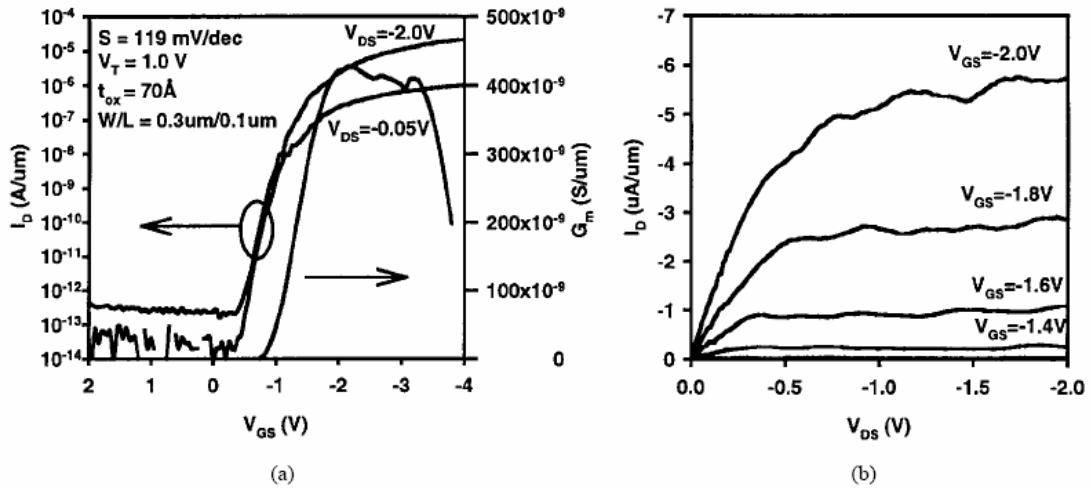 S = 119 mV/dec
V_T = 1.0 V
t_ox = 70Å
W/L = 0.3um/0.1um
V_DS=-2.0V
V_DS=-0.05V
10^-4
10^-5
10^-6
10^-7
10^-8
10^-9
10^-10
10^-11
10^-12
10^-13
10^-14
I_D (A/um)
500x10^-9
400x10^-9
300x10^-9
200x10^-9
100x10^-9
0
G_m (S/um)
2 1 0 -1 -2 -3 -4
V_GS (V)
(a)
-7
-6
-5
-4
-3
-2
-1
0
I_D (uA/um)
V_GS=-2.0V
V_GS=-1.8V
V_GS=-1.6V
V_GS=-1.4V
0.0 -0.5 -1.0 -1.5 -2.0
V_DS (V)
(b)